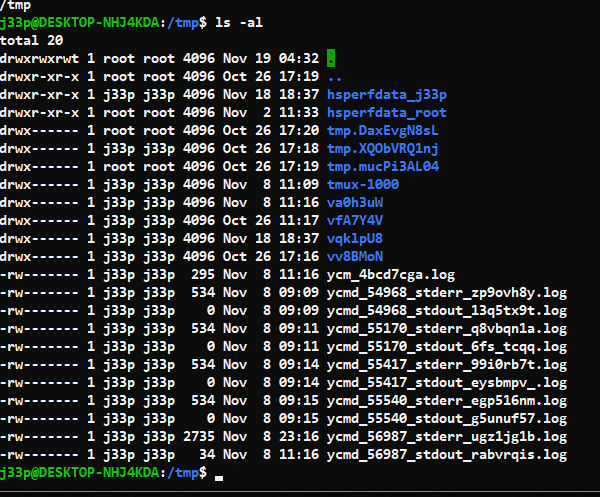 /tmp
j33p@DESKTOP-NHJ4KDA:/tmp$ ls -al
total 20
drwxrwxrwt 1 root root 4096 Nov 19 04:32 .
drwxr-xr-x 1 root root 4096 Oct 26 17:19 ..
drwxr-xr-x 1 j33p j33p 4096 Nov 18 18:37 hsperfdata_j33p
drwxr-xr-x 1 root root 4096 Nov  2 11:33 hsperfdata_root
drwx------ 1 root root 4096 Oct 26 17:20 tmp.DaxEvgN8sL
drwx------ 1 j33p j33p 4096 Oct 26 17:18 tmp.XQObVRQ1nj
drwx------ 1 root root 4096 Oct 26 17:19 tmp.mucPi3AL04
drwx------ 1 j33p j33p 4096 Nov  8 11:09 tmux-1000
drwx------ 1 j33p j33p 4096 Nov  8 11:16 va0h3uW
drwx------ 1 j33p j33p 4096 Oct 26 11:17 vfA7Y4V
drwx------ 1 j33p j33p 4096 Nov 18 18:37 vqklpU8
drwx------ 1 j33p j33p 4096 Oct 26 17:16 vv8BMoN
-rw------- 1 j33p j33p  295 Nov  8 11:16 ycm_4bcd7cga.log
-rw------- 1 j33p j33p  534 Nov  8 09:09 ycmd_54968_stderr_zp9ovh8y.log
-rw------- 1 j33p j33p    0 Nov  8 09:09 ycmd_54968_stdout_13q5tx9t.log
-rw------- 1 j33p j33p  534 Nov  8 09:11 ycmd_55170_stderr_q8vbqn1a.log
-rw------- 1 j33p j33p    0 Nov  8 09:11 ycmd_55170_stdout_6fs_tcqq.log
-rw------- 1 j33p j33p  534 Nov  8 09:14 ycmd_55417_stderr_99i0rb7t.log
-rw------- 1 j33p j33p    0 Nov  8 09:14 ycmd_55417_stdout_eysbmpv_.log
-rw------- 1 j33p j33p  534 Nov  8 09:15 ycmd_55540_stderr_egp516nm.log
-rw------- 1 j33p j33p    0 Nov  8 09:15 ycmd_55540_stdout_g5unuf57.log
-rw------- 1 j33p j33p 2735 Nov  8 23:16 ycmd_56987_stderr_ugz1jg1b.log
-rw------- 1 j33p j33p   34 Nov  8 11:16 ycmd_56987_stdout_rabvrqis.log
j33p@DESKTOP-NHJ4KDA:/tmp$